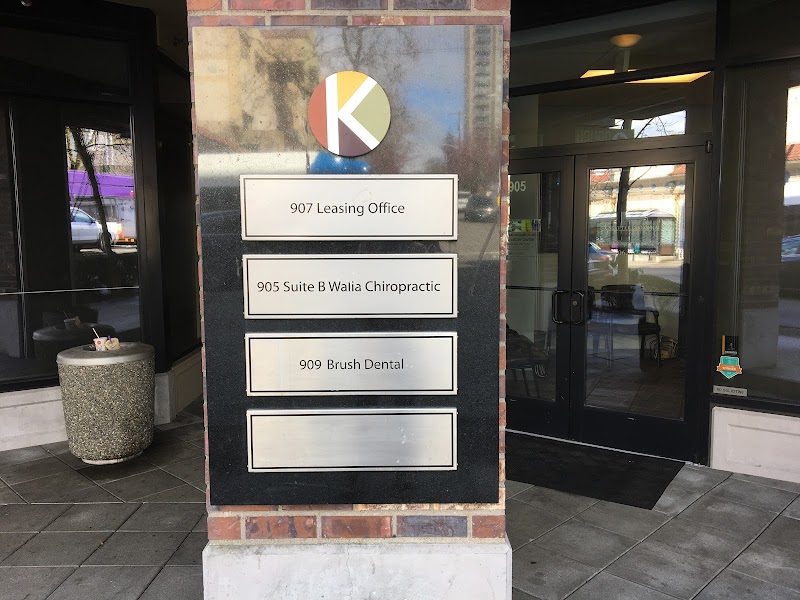 K
907 Leasing Office
905 Suite B Walia Chiropractic
909 Brush Dental
905